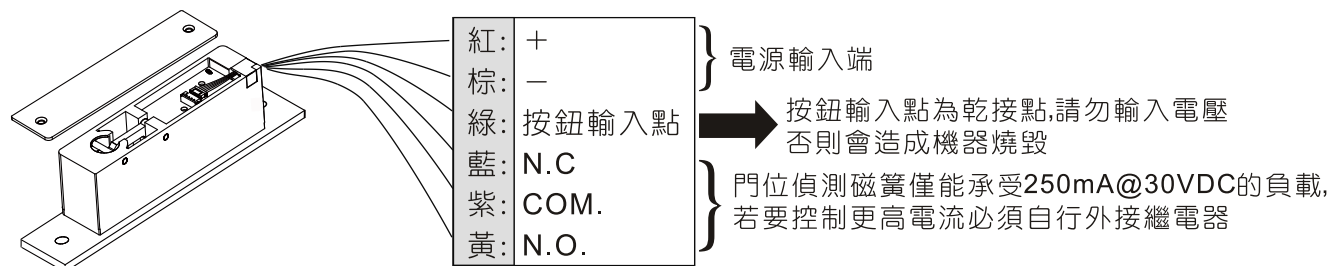 紅: +
棕: –
電源輸入端
綠: 按鈕輸入點
按鈕輸入點為乾接點,請勿輸入電壓
否則會造成機器燒毀
藍: N.C
紫: COM.
黃: N.O.
門位偵測磁簧僅能承受250mA@30VDC的負載,
若要控制更高電流必須自行外接繼電器